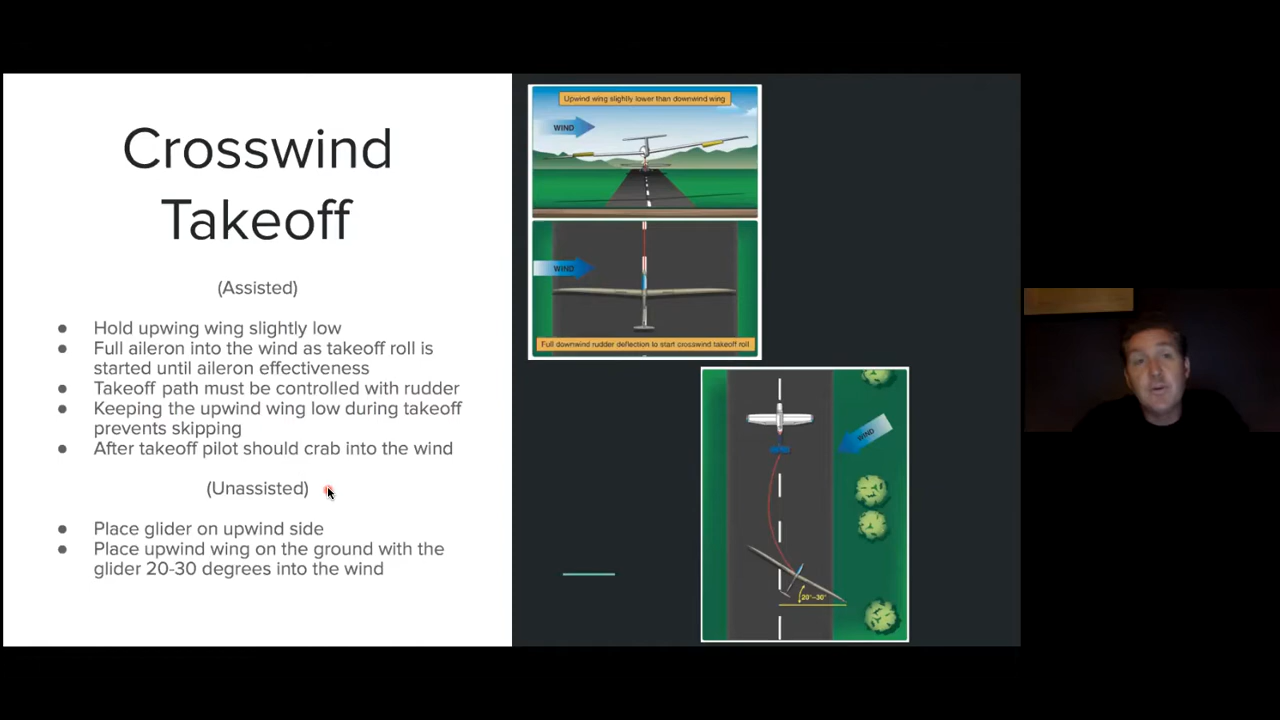 Crosswind
Takeoff
(Assisted)
Hold upwing wing slightly low
Full aileron into the wind as takeoff roll is
started until aileron effectiveness
Takeoff path must be controlled with rudder
Keeping the upwind wing low during takeoff
prevents skipping
After takeoff pilot should crab into the wind
(Unassisted)
Place glider on upwind side
Place upwind wing on the ground with the
glider 20-30 degrees into the wind
Upwind wing slightly lower than downwind wing
WIND
WIND
Full downwind rudder deflection to start crosswind takeoff roll
WIND
20°–30°